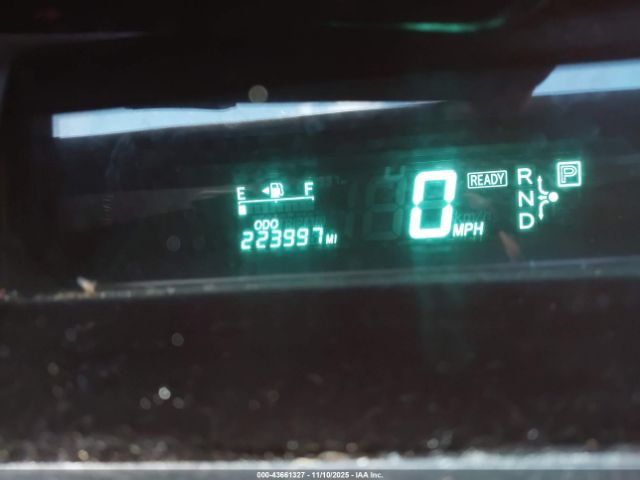 E F
ODO
223997 MI
0 MPH
READY
P
R
N
D
000-43661327 - 11/10/2025 - IAA Inc.